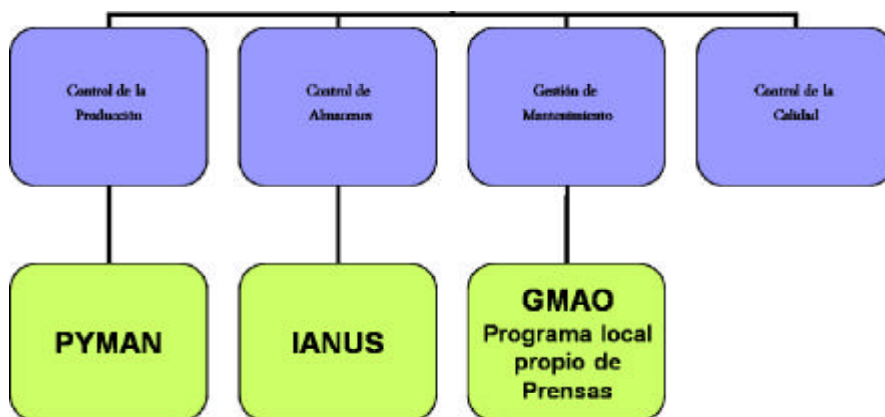 Control de la
Producción
Control de
Almacenes
Gestión de
Mantenimiento
Control de la
Calidad
PYMAN
IANUS
GMAO
Programa local
propio de
Prensas